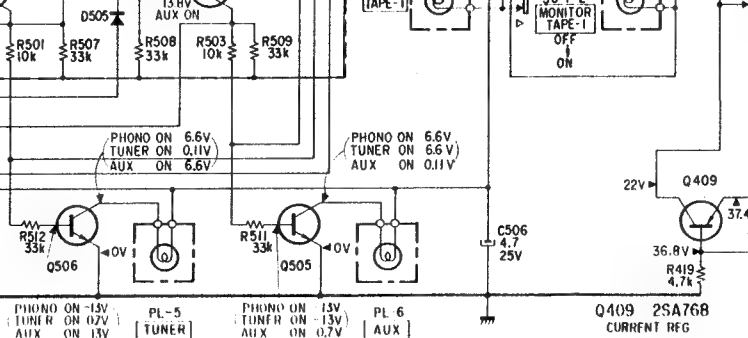 13.8V
AUX ON
D505
TAPE-1
MONITOR
TAPE-1
OFF
ON
R501
10k
R507
33k
R508
33k
R503
10k
R509
33k
PHONO ON 6.6V
TUNER ON 0.11V
AUX ON 6.6V
PHONO ON 6.6V
TUNER ON 6.6V
AUX ON 0.11V
22V
Q409
37.4
R512
33k
Q506
0V
R511
33k
Q505
0V
C506
4.7
25V
36.8V
R419
4.7k
PHONO ON -13V
TUNER ON 0.7V
AUX ON 13V
PL-5
[TUNER]
PHONO ON -13V
TUNER ON -13V
AUX ON 0.7V
PL-6
[AUX]
Q409 2SA768
CURRENT REG